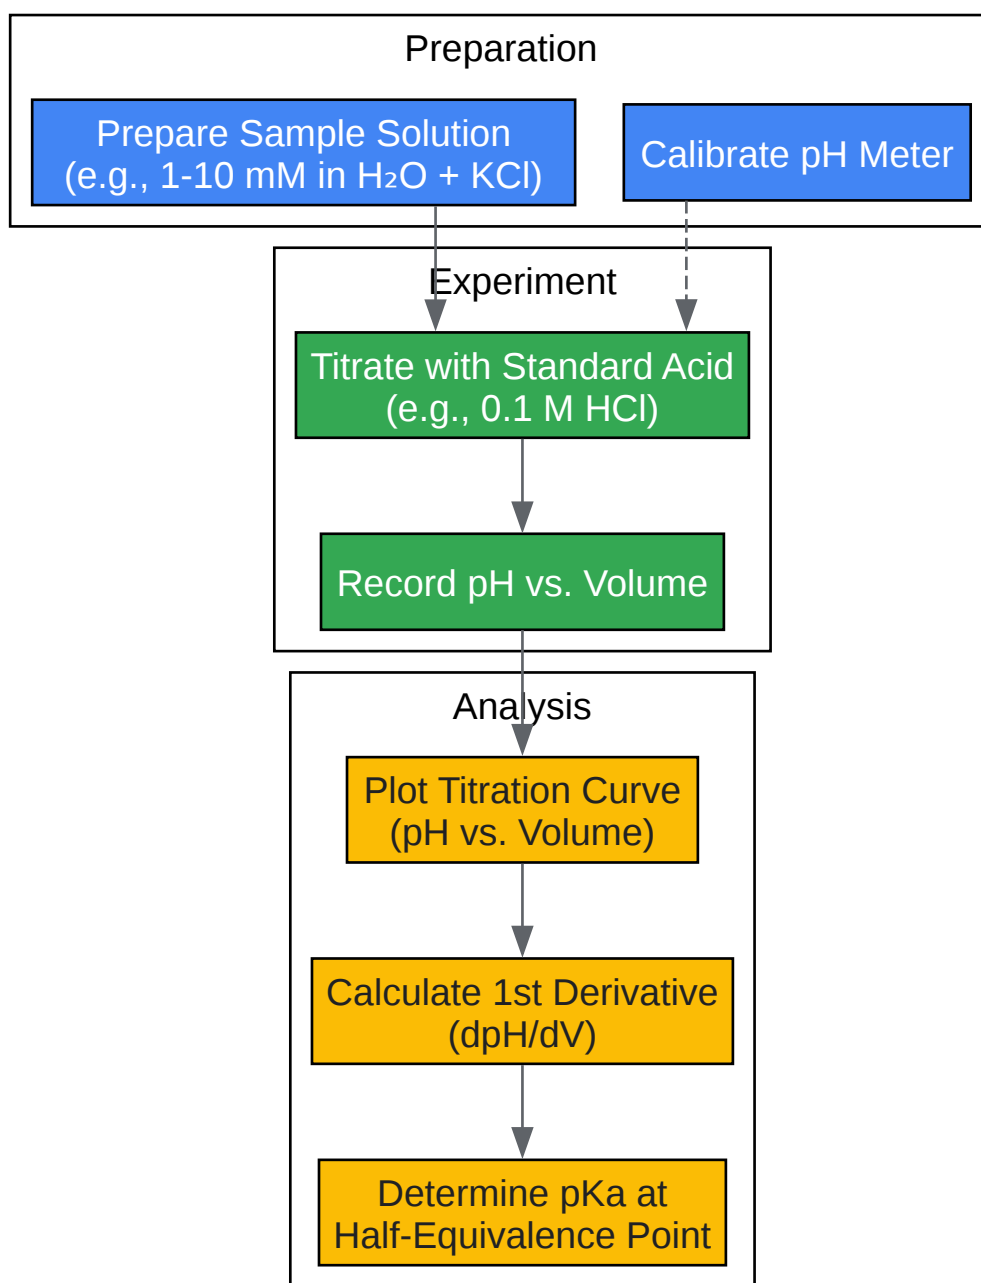 Preparation
Prepare Sample Solution
(e.g., 1-10 mM in H₂O + KCl)
Calibrate pH Meter
Experiment
Titrate with Standard Acid
(e.g., 0.1 M HCl)
Record pH vs. Volume
Analysis
Plot Titration Curve
(pH vs. Volume)
Calculate 1st Derivative
(dpH/dV)
Determine pKa at
Half-Equivalence Point